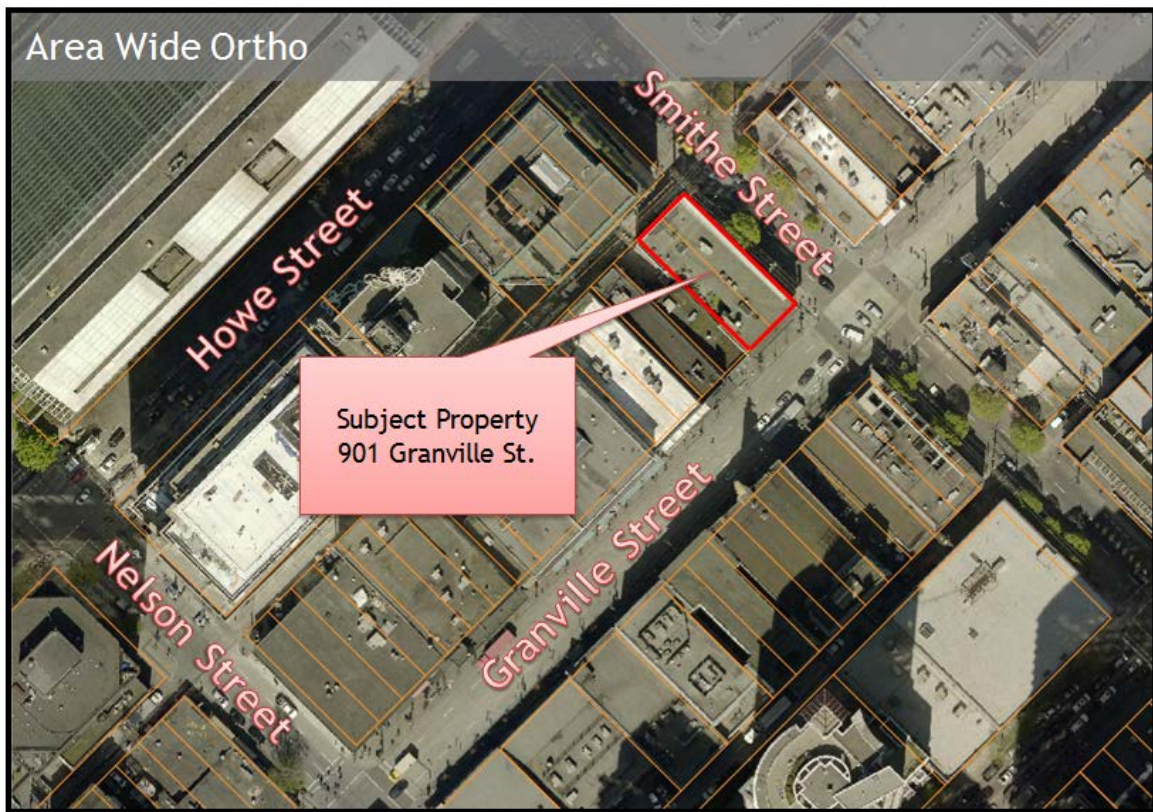 Area Wide Ortho
Smithe Street
Howe Street
Subject Property
901 Granville St.
Granville Street
Nelson Street